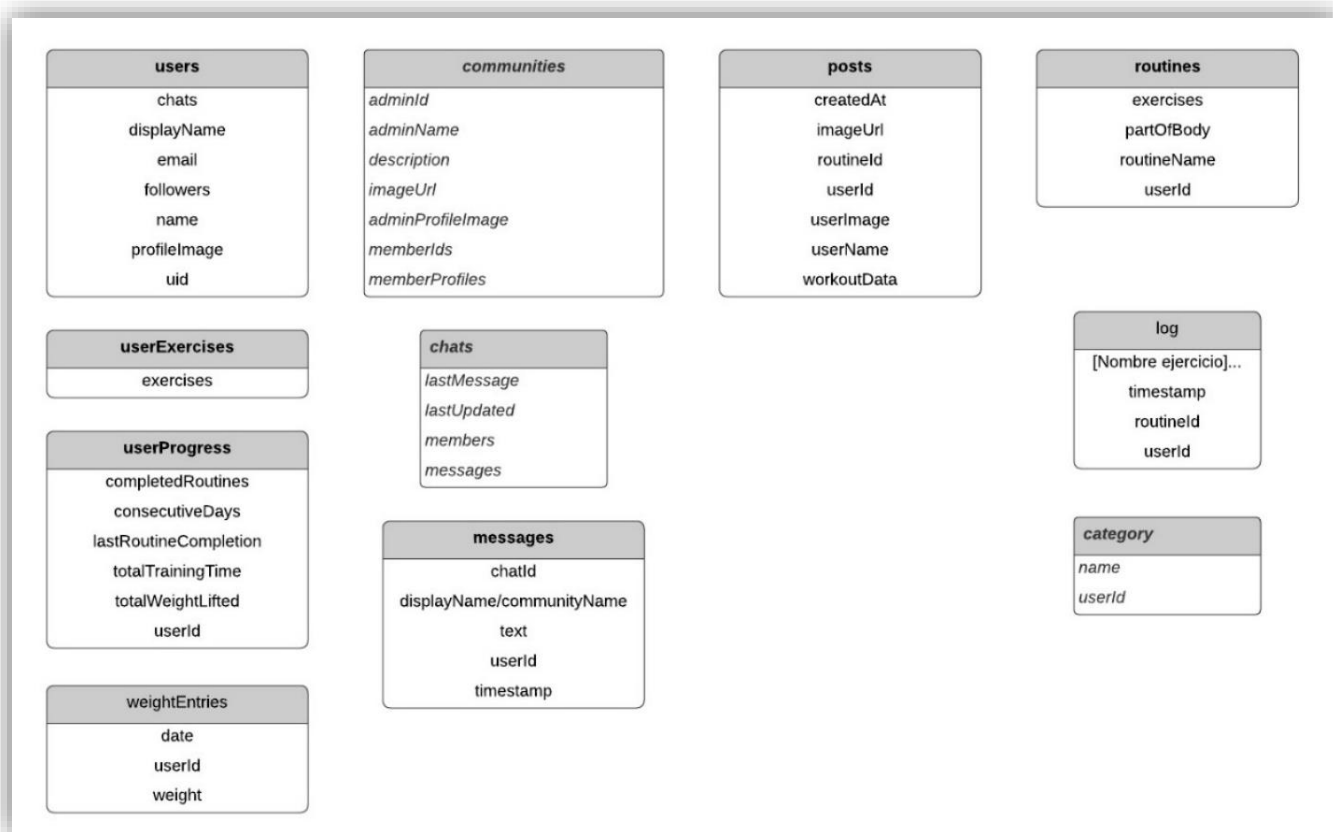 users
chats
displayName
email
followers
name
profileImage
uid
communities
adminId
adminName
description
imageUrl
adminProfileImage
memberIds
memberProfiles
posts
createdAt
imageUrl
routineId
userId
userImage
userName
workoutData
routines
exercises
partOfBody
routineName
userId
userExercises
exercises
chats
lastMessage
lastUpdated
members
messages
log
[Nombre ejercicio]...
timestamp
routineId
userId
userProgress
completedRoutines
consecutiveDays
lastRoutineCompletion
totalTrainingTime
totalWeightLifted
userId
messages
chatId
displayName/communityName
text
userId
timestamp
category
name
userId
weightEntries
date
userId
weight